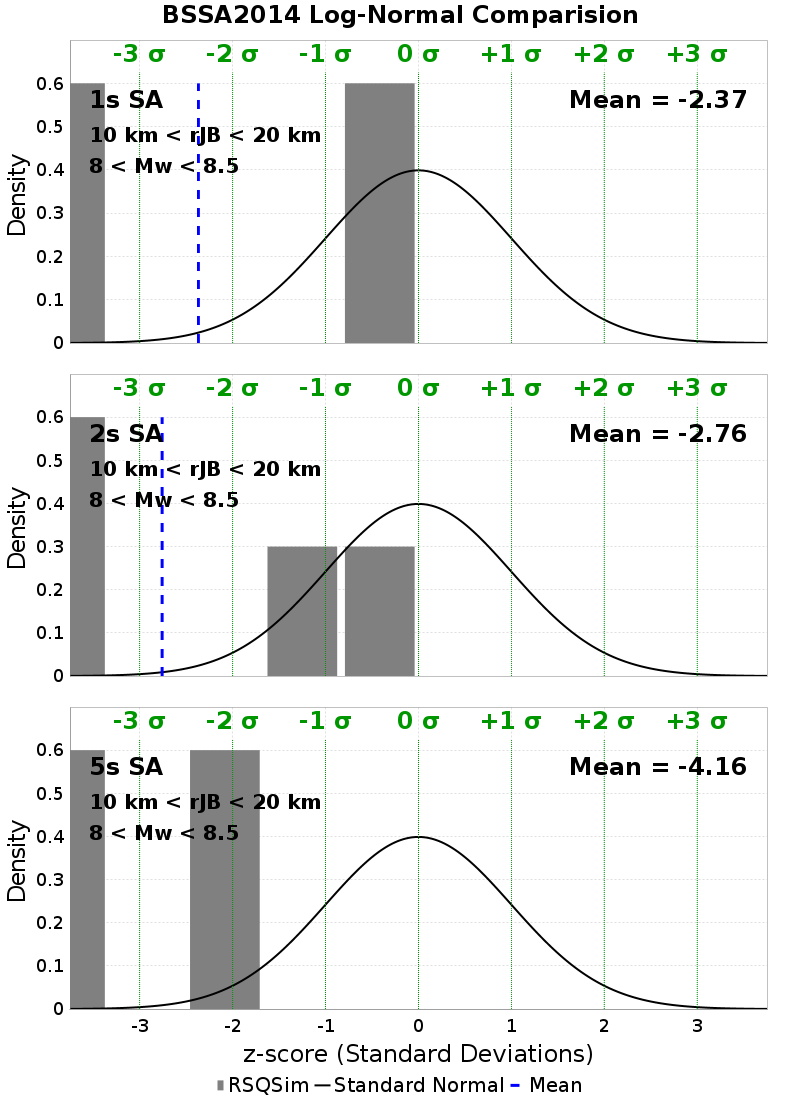 BSSA2014 Log-Normal Comparision
-3 σ -2 σ -1 σ 0 σ +1 σ +2 σ +3 σ
1s SA
Mean = -2.37
10 km < rJB < 20 km
8 < Mw < 8.5
Density
0.6
0.5
0.4
0.3
0.2
0.1
0
-3 σ -2 σ -1 σ 0 σ +1 σ +2 σ +3 σ
2s SA
Mean = -2.76
10 km < rJB < 20 km
8 < Mw < 8.5
Density
0.6
0.5
0.4
0.3
0.2
0.1
0
-3 σ -2 σ -1 σ 0 σ +1 σ +2 σ +3 σ
5s SA
Mean = -4.16
10 km < rJB < 20 km
8 < Mw < 8.5
Density
0.6
0.5
0.4
0.3
0.2
0.1
0
-3 -2 -1 0 1 2 3
z-score (Standard Deviations)
RSQSim Standard Normal Mean